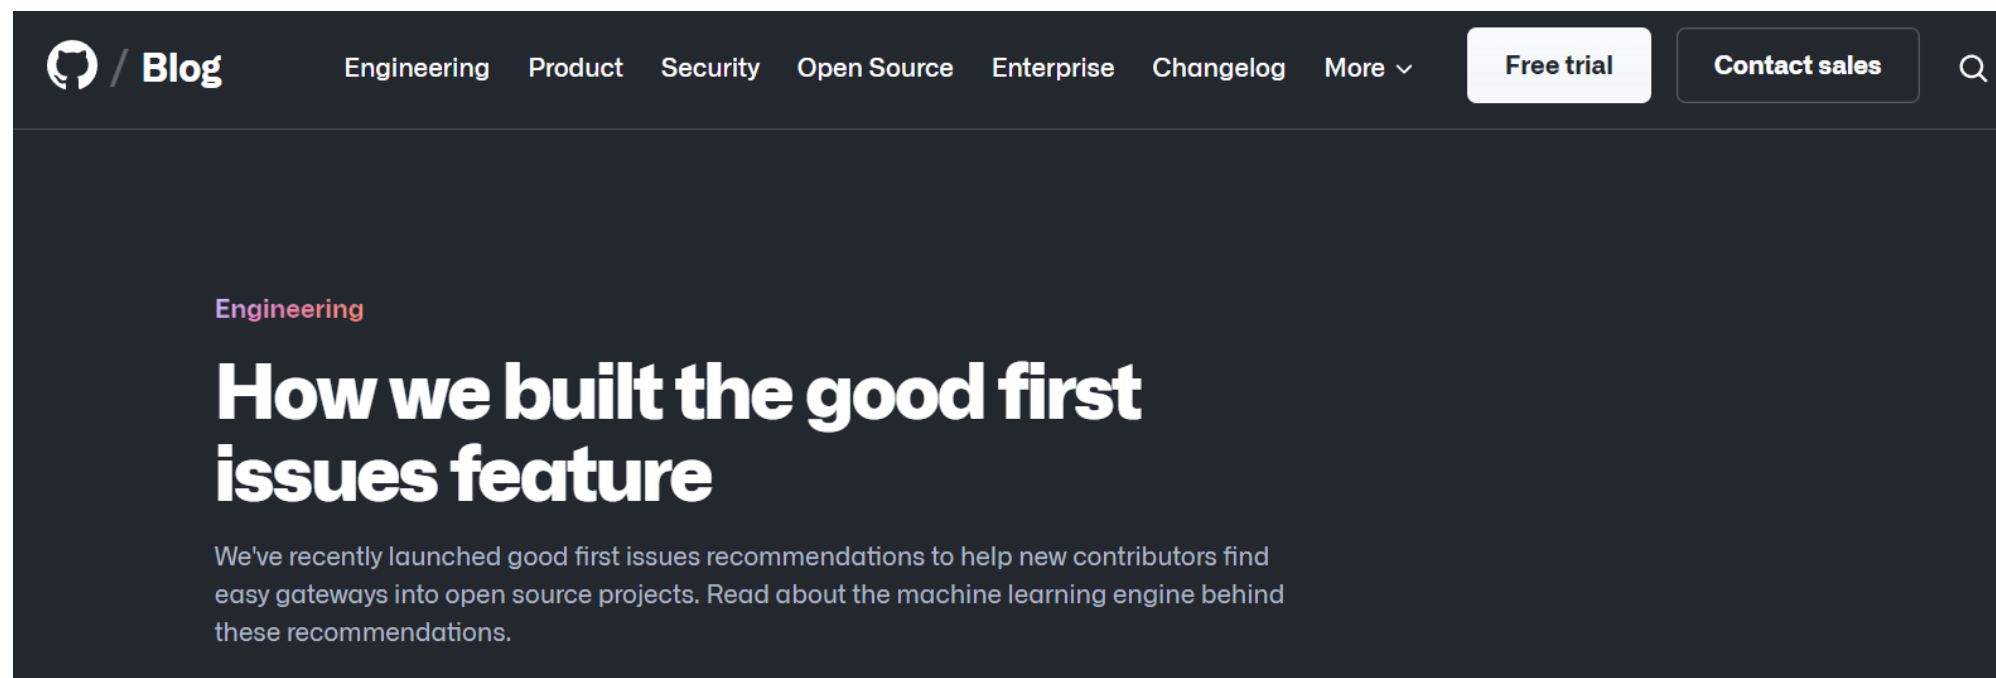 / Blog Engineering Product Security Open Source Enterprise Changelog More Free trial Contact sales
Engineering
How we built the good first
issues feature
We've recently launched good first issues recommendations to help new contributors find
easy gateways into open source projects. Read about the machine learning engine behind
these recommendations.